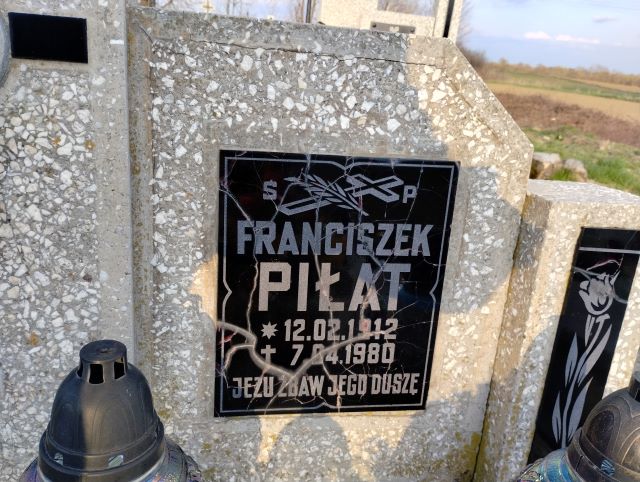 S P
FRANCISZEK
PIŁAT
* 12.02.1912
† 7.04.1980
JEZU ZBAW JEGO DUSZĘ